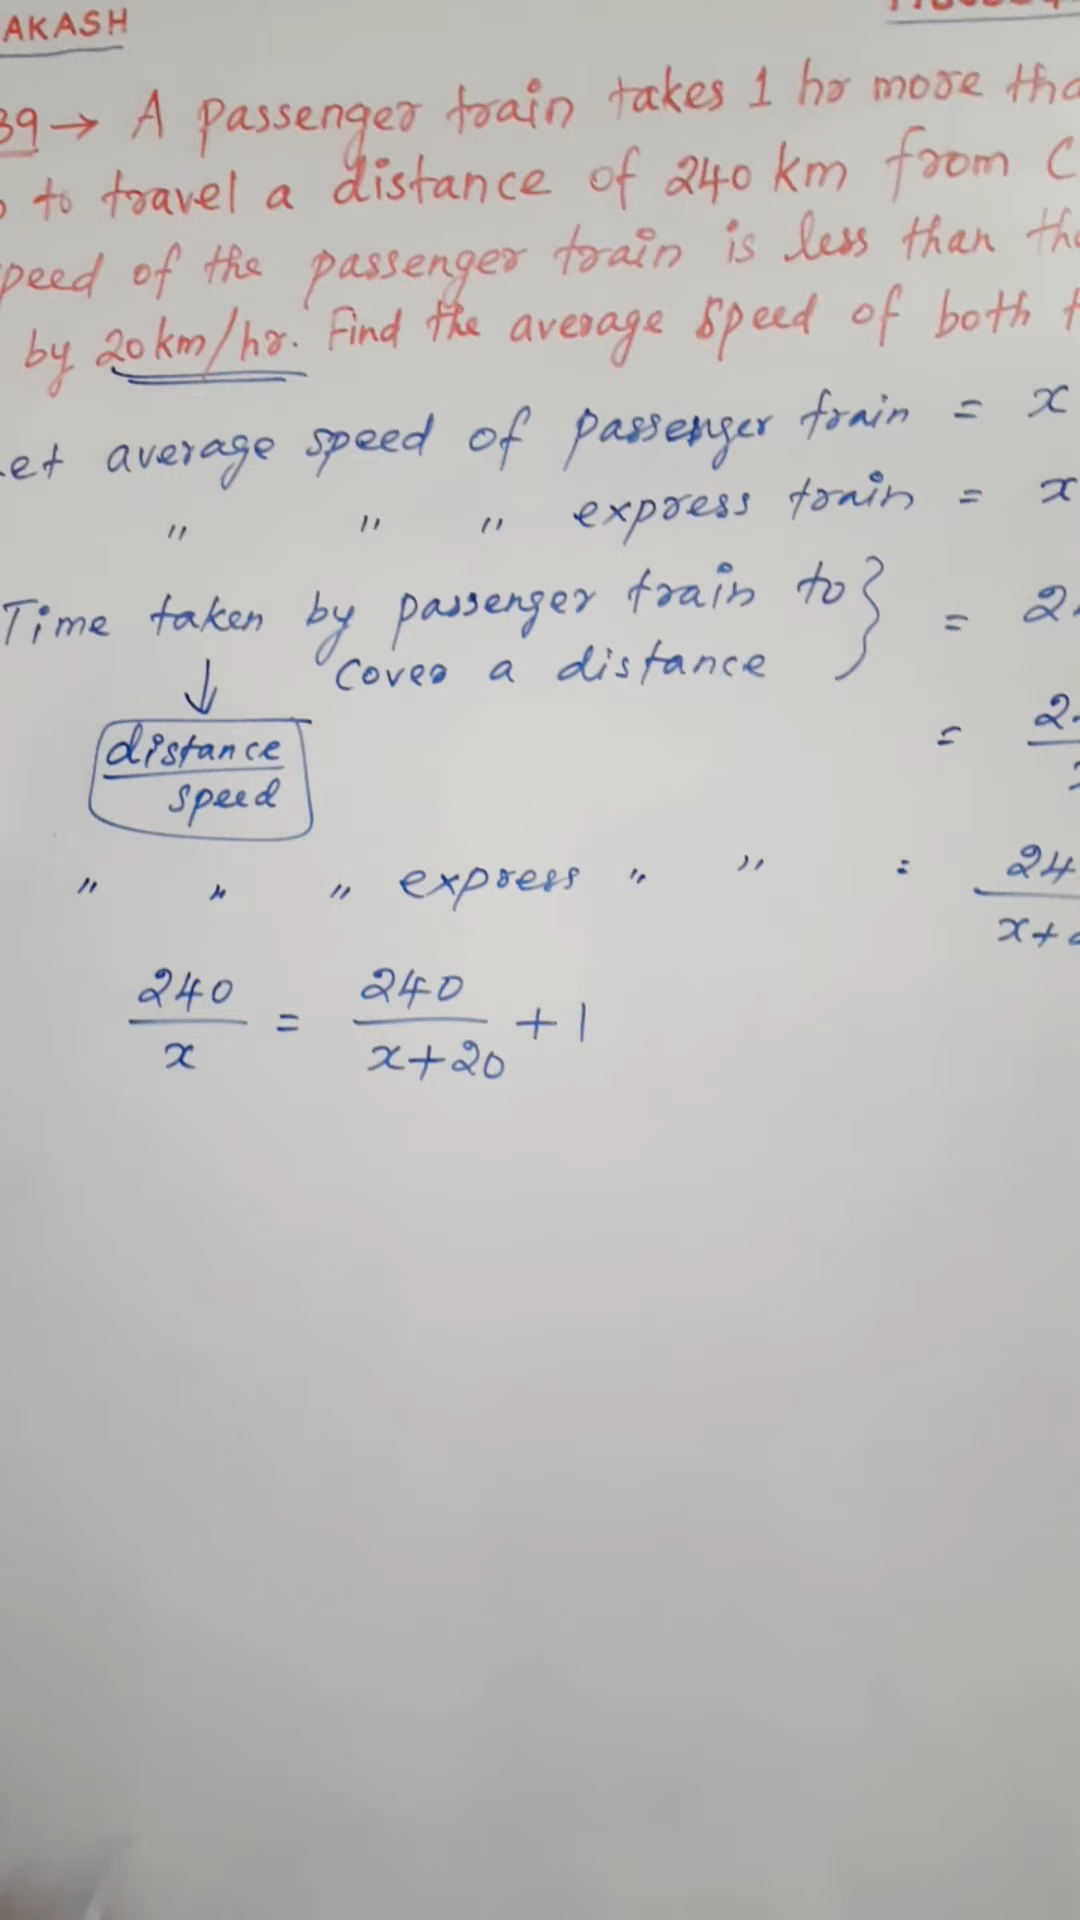 AKASH
39→ A passenger train takes 1 hr more
to travel a distance of 240 km from
of the passenger train is less than
by 20 km/hr. Find the average speed of both
average speed of passenger train = x
" " " express train = x
Time taken by passenger train to } =
cover a distance
↓
distance
speed
=
" " " express " " = 24
x+
240/x = 240/x+20 + 1